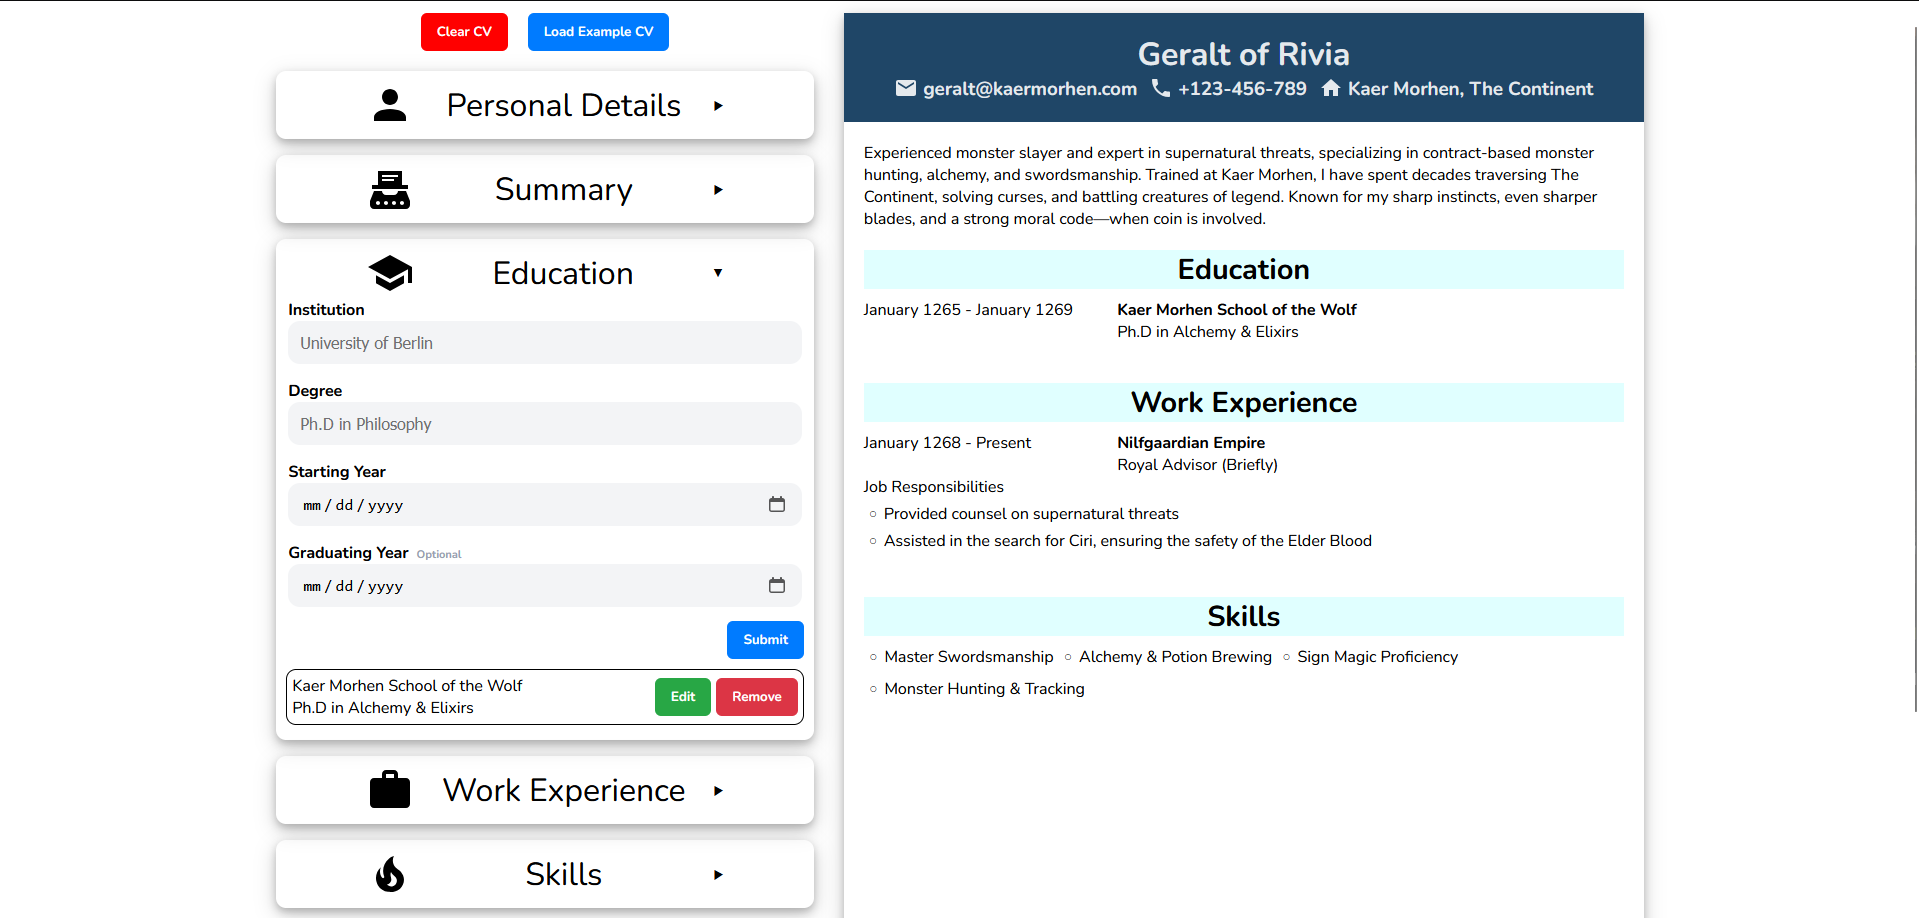 Clear CV
Load Example CV
Personal Details
Summary
Education
Institution
University of Berlin
Degree
Ph.D in Philosophy
Starting Year
mm / dd / yyyy
Graduating Year Optional
mm / dd / yyyy
Submit
Kaer Morhen School of the Wolf
Ph.D in Alchemy & Elixirs
Edit
Remove
Work Experience
Skills
Geralt of Rivia
geralt@kaermorhen.com +123-456-789 Kaer Morhen, The Continent
Experienced monster slayer and expert in supernatural threats, specializing in contract-based monster
hunting, alchemy, and swordsmanship. Trained at Kaer Morhen, I have spent decades traversing The
Continent, solving curses, and battling creatures of legend. Known for my sharp instincts, even sharper
blades, and a strong moral code—when coin is involved.
Education
January 1265 - January 1269
Kaer Morhen School of the Wolf
Ph.D in Alchemy & Elixirs
Work Experience
January 1268 - Present
Nilfgaardian Empire
Royal Advisor (Briefly)
Job Responsibilities
Provided counsel on supernatural threats
Assisted in the search for Ciri, ensuring the safety of the Elder Blood
Skills
Master Swordsmanship Alchemy & Potion Brewing Sign Magic Proficiency
Monster Hunting & Tracking